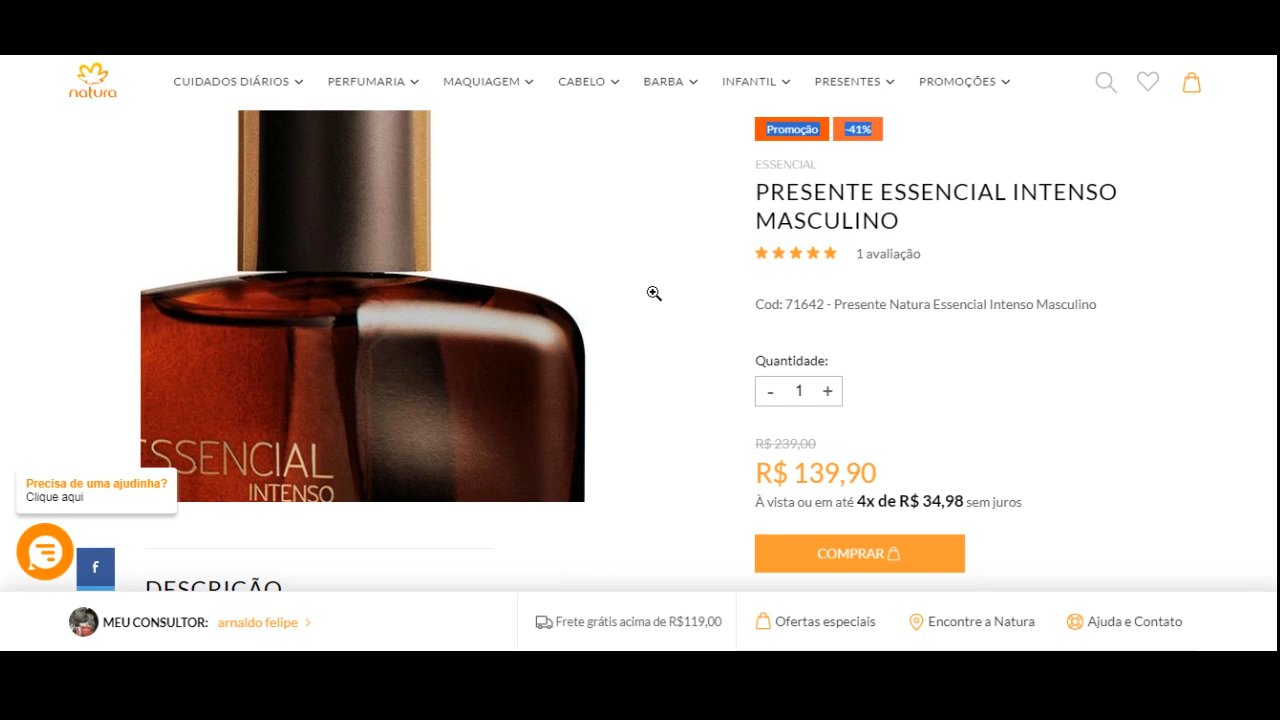 natura
CUIDADOS DIÁRIOS PERFUMARIA MAQUIAGEM CABELO BARBA INFANTIL PRESENTES PROMOÇÕES
Promoção -41%
ESSENCIAL
PRESENTE ESSENCIAL INTENSO
MASCULINO
1 avaliação
Cod: 71642 - Presente Natura Essencial Intenso Masculino
Quantidade:
- 1 +
R$ 239,00
R$ 139,90
À vista ou em até 4x de R$ 34,98 sem juros
COMPRAR
ESSENCIAL
INTENSO
Precisa de uma ajudinha?
Clique aqui
f
DESCRIÇÃO
MEU CONSULTOR: arnaldo felipe
Frete grátis acima de R$119,00
Ofertas especiais
Encontre a Natura
Ajuda e Contato